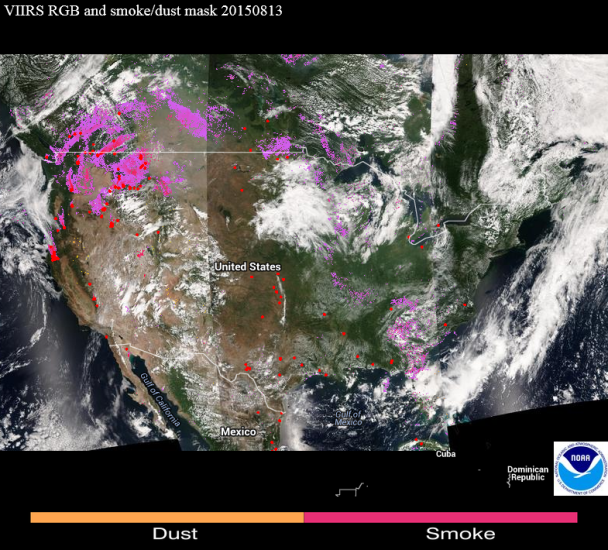 VIIRS RGB and smoke/dust mask 20150813
United States
Gulf of California
Gulf of
Mexico
Mexico
Cuba
Dominican
Republic
NOAA
Dust
Smoke